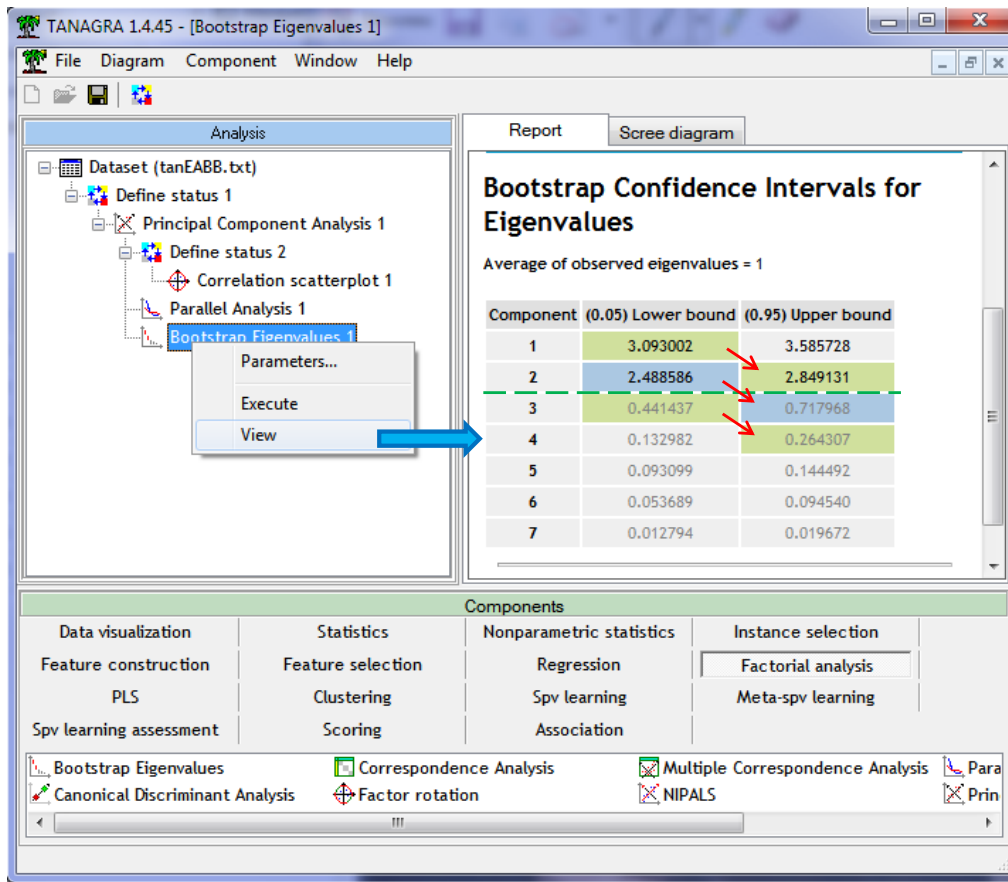 TANAGRA 1.4.45 - [Bootstrap Eigenvalues 1]
File Diagram Component Window Help
Analysis
Dataset (tanEABB.txt)
Define status 1
Principal Component Analysis 1
Define status 2
Correlation scatterplot 1
Parallel Analysis 1
Bootstrap Eigenvalues 1
Parameters...
Execute
View
Report Scree diagram
Bootstrap Confidence Intervals for
Eigenvalues
Average of observed eigenvalues = 1
Component (0.05) Lower bound (0.95) Upper bound
1 3.093002 3.585728
2 2.488586 2.849131
3 0.441437 0.717968
4 0.132982 0.264307
5 0.093099 0.144492
6 0.053689 0.094540
7 0.012794 0.019672
Components
Data visualization Statistics Nonparametric statistics Instance selection
Feature construction Feature selection Regression Factorial analysis
PLS Clustering Spv learning Meta-spv learning
Spv learning assessment Scoring Association
Bootstrap Eigenvalues Correspondence Analysis Multiple Correspondence Analysis Para
Canonical Discriminant Analysis Factor rotation NIPALS Prin